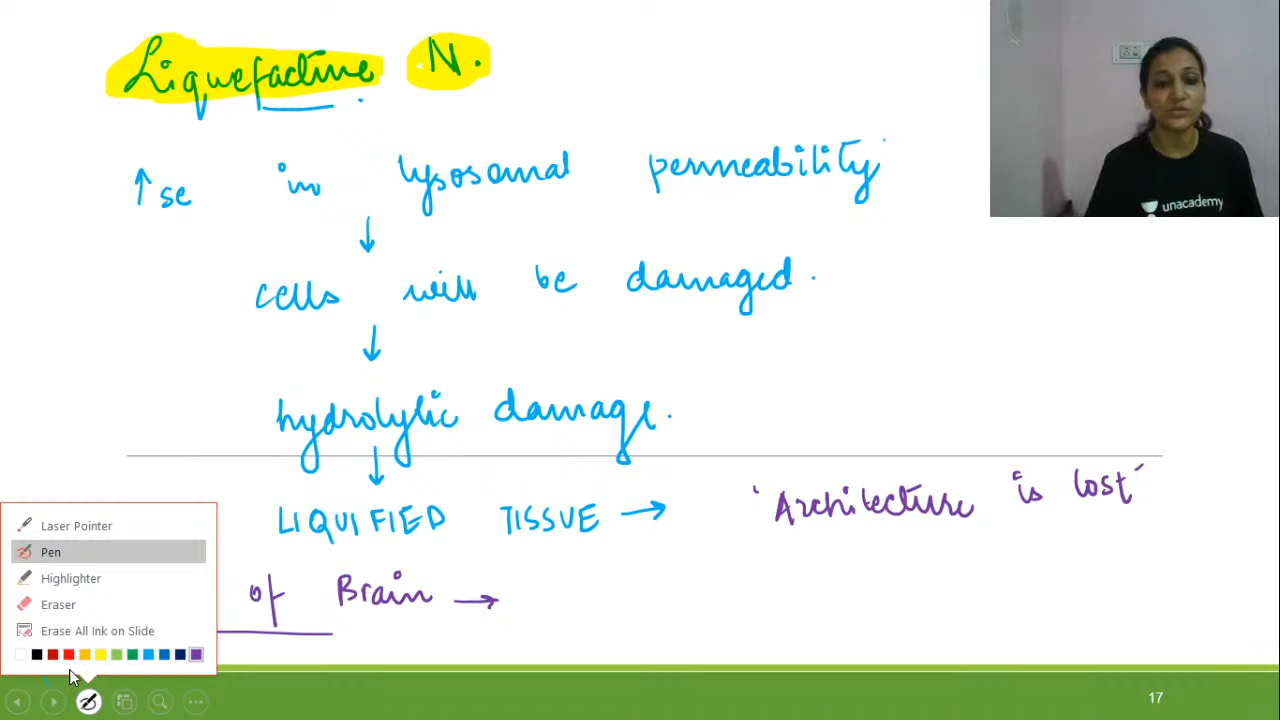 Liquefactive N.
unacademy
↑se in lysosomal permeability
↓
cells will be damaged.
↓
hydrolytic damage.
↓
LIQUIFIED TISSUE → "Architecture is lost"
of Brain →
Laser Pointer
Pen
Highlighter
Eraser
Erase All Ink on Slide
17